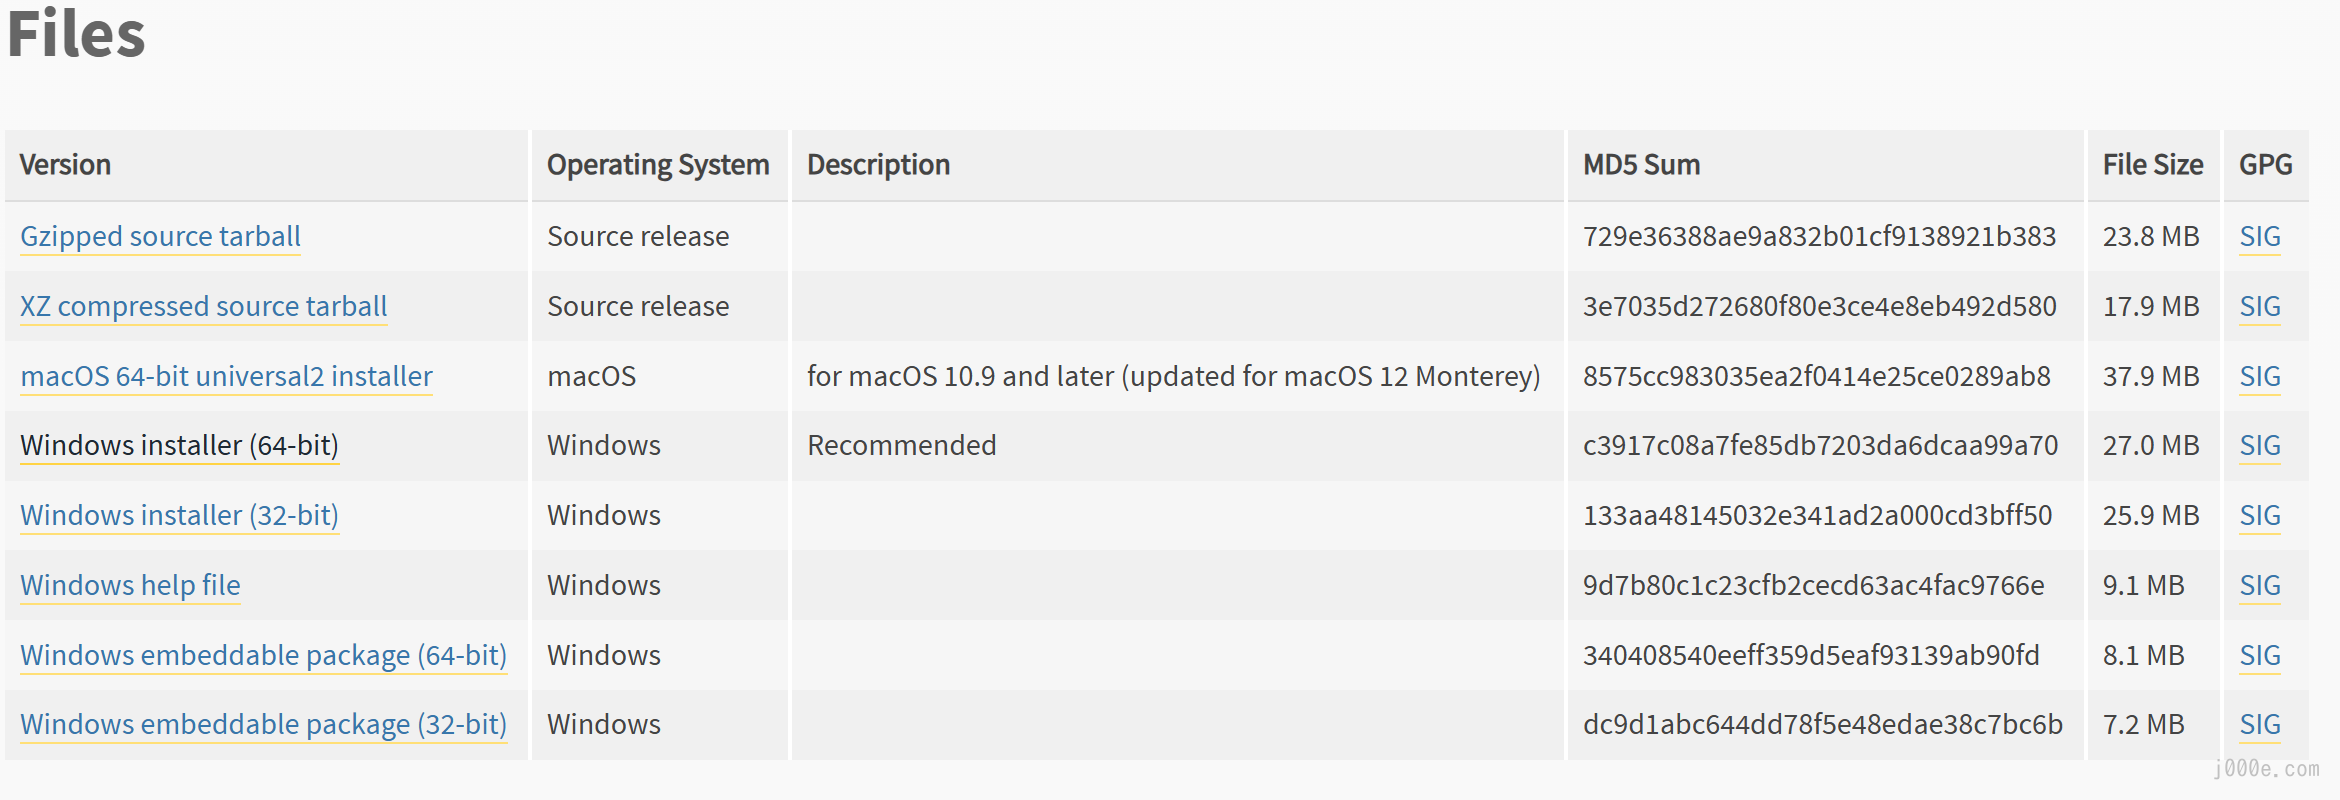 Files
Version Operating System Description MD5 Sum File Size GPG
Gzipped source tarball Source release 729e36388ae9a832b01cf9138921b383 23.8 MB SIG
XZ compressed source tarball Source release 3e7035d272680f80e3ce4e8eb492d580 17.9 MB SIG
macOS 64-bit universal2 installer macOS for macOS 10.9 and later (updated for macOS 12 Monterey) 8575cc983035ea2f0414e25ce0289ab8 37.9 MB SIG
Windows installer (64-bit) Windows Recommended c3917c08a7fe85db7203da6dcaa99a70 27.0 MB SIG
Windows installer (32-bit) Windows 133aa48145032e341ad2a000cd3bff50 25.9 MB SIG
Windows help file Windows 9d7b80c1c23cfb2cecd63ac4fac9766e 9.1 MB SIG
Windows embeddable package (64-bit) Windows 340408540eeff359d5eaf93139ab90fd 8.1 MB SIG
Windows embeddable package (32-bit) Windows dc9d1abc644dd78f5e48edae38c7bc6b 7.2 MB SIG
j000e.com